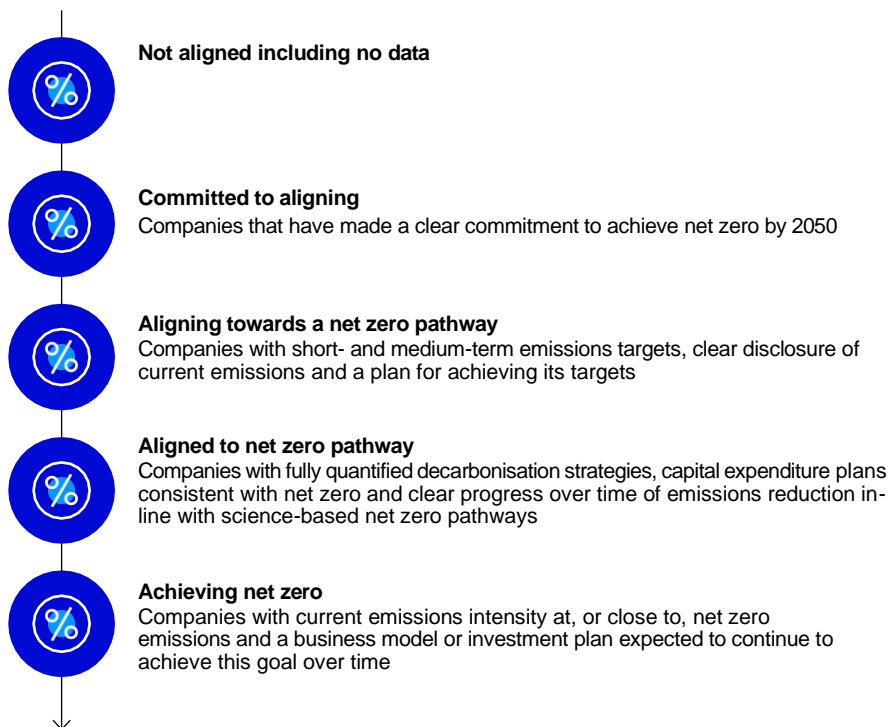 Not aligned including no data
Committed to aligning
Companies that have made a clear commitment to achieve net zero by 2050
Aligning towards a net zero pathway
Companies with short- and medium-term emissions targets, clear disclosure of
current emissions and a plan for achieving its targets
Aligned to net zero pathway
Companies with fully quantified decarbonisation strategies, capital expenditure plans
consistent with net zero and clear progress over time of emissions reduction in-
line with science-based net zero pathways
Achieving net zero
Companies with current emissions intensity at, or close to, net zero
emissions and a business model or investment plan expected to continue to
achieve this goal over time